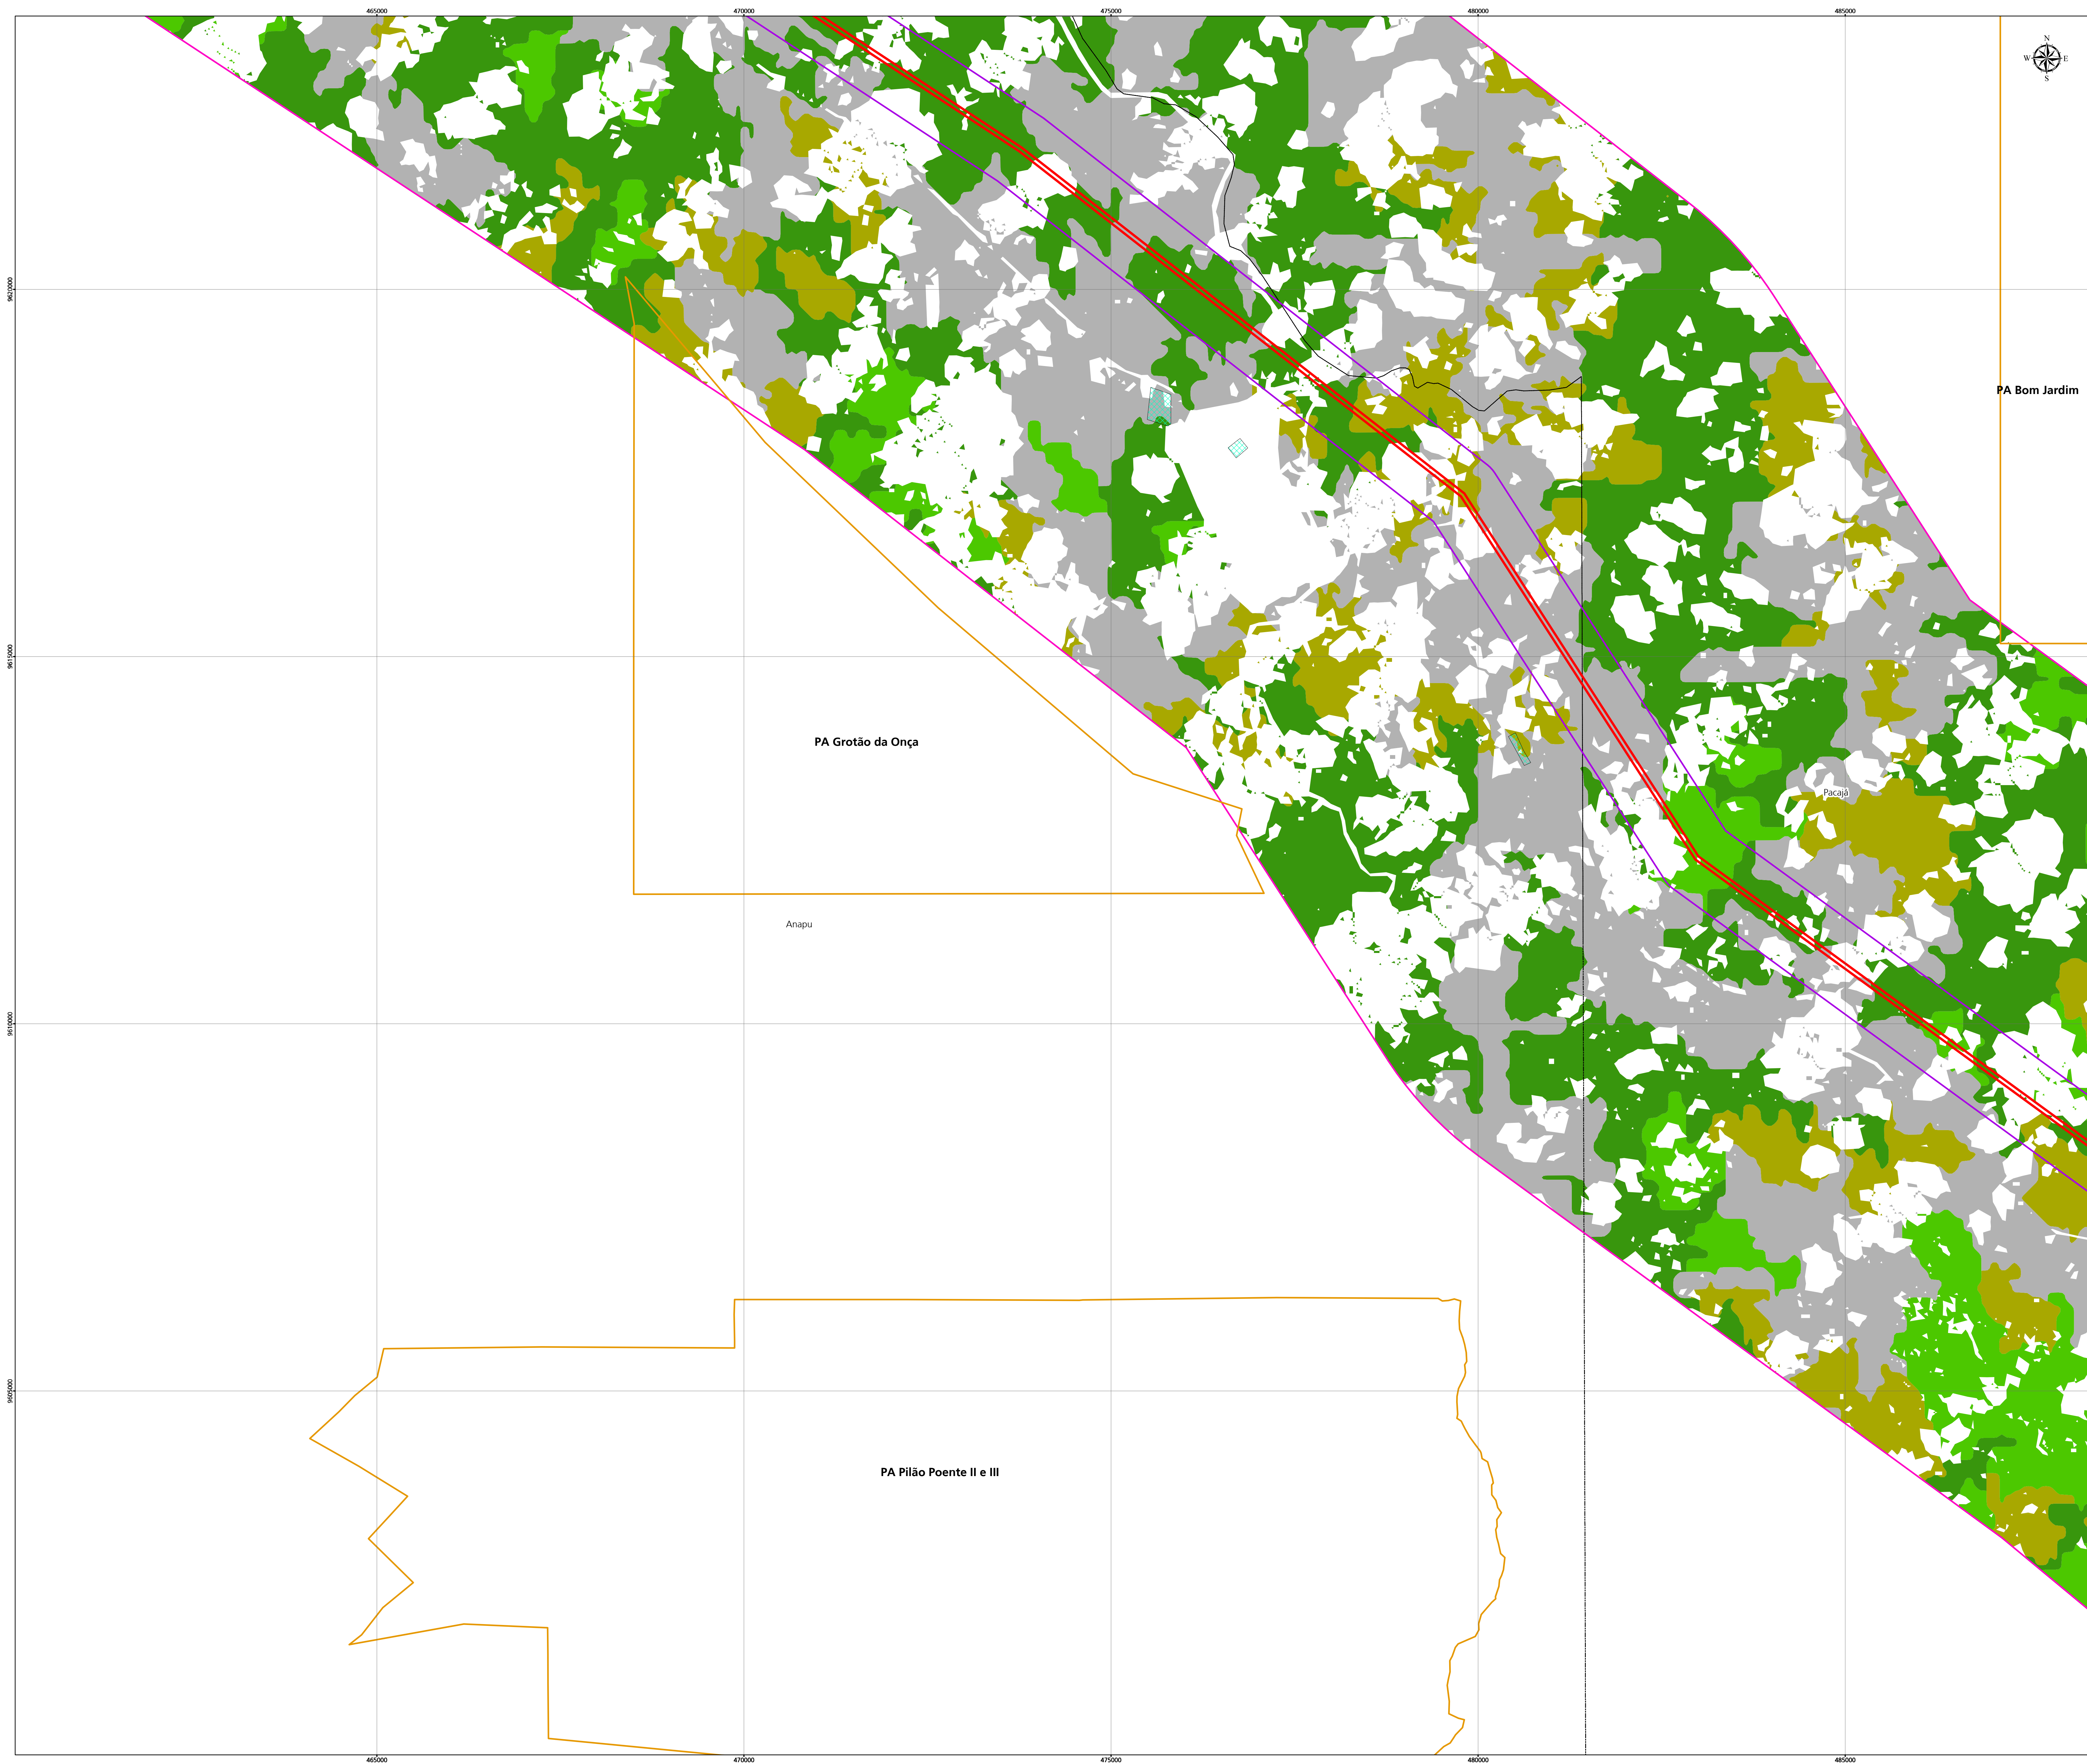 465000 470000 475000 480000 485000
N
W E
S
9620000
PA Bom Jardim
9615000
PA Grotão da Onça
Pacajá
Anapu
9610000
9605000
PA Pilão Poente II e III
465000 470000 475000 480000 485000